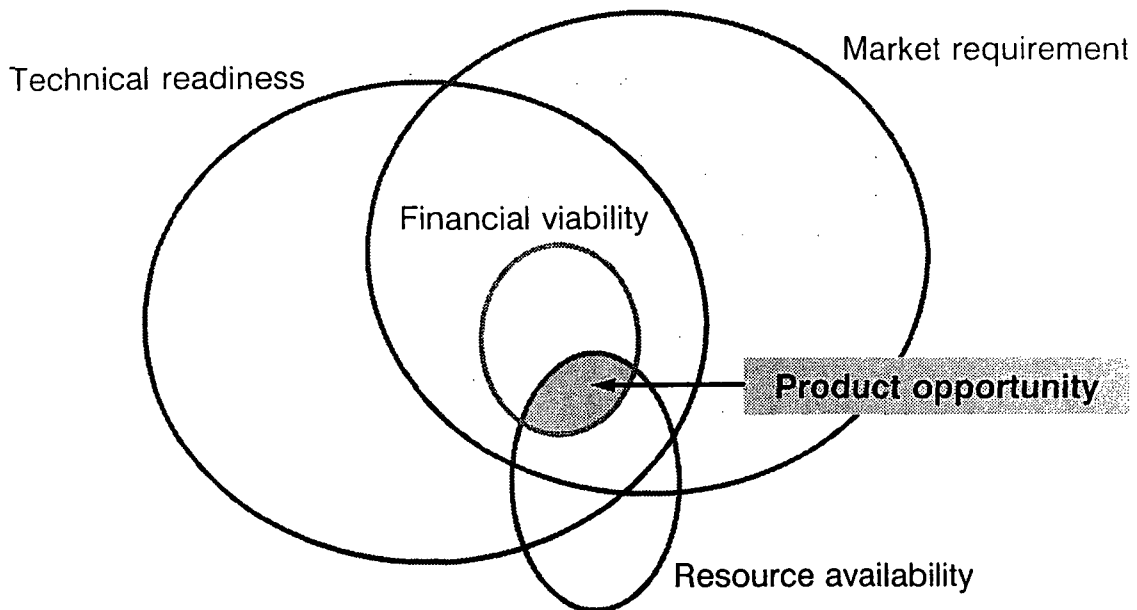 Market requirement
Technical readiness
Financial viability
Product opportunity
Resource availability